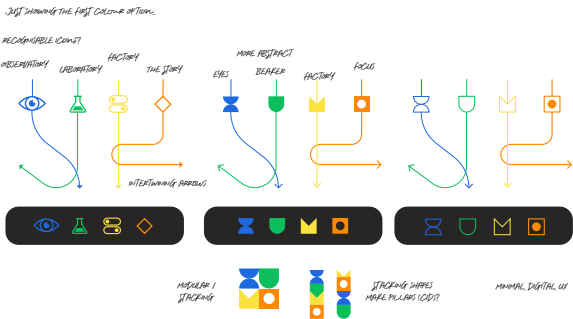 JUST SHOWING THE FIRST COLOUR OPTION...
RECOGNISABLE ICONS?
OBSERVATORY
LABORATORY
FACTORY
THE STORY
MORE ABSTRACT
EYES
BEAKER
FACTORY
FOCUS
INTERTWINING ARROWS
MODULAR /
STACKING
STACKING SHAPES
MAKE PILLARS (CID)?
MINIMAL, DIGITAL, UX